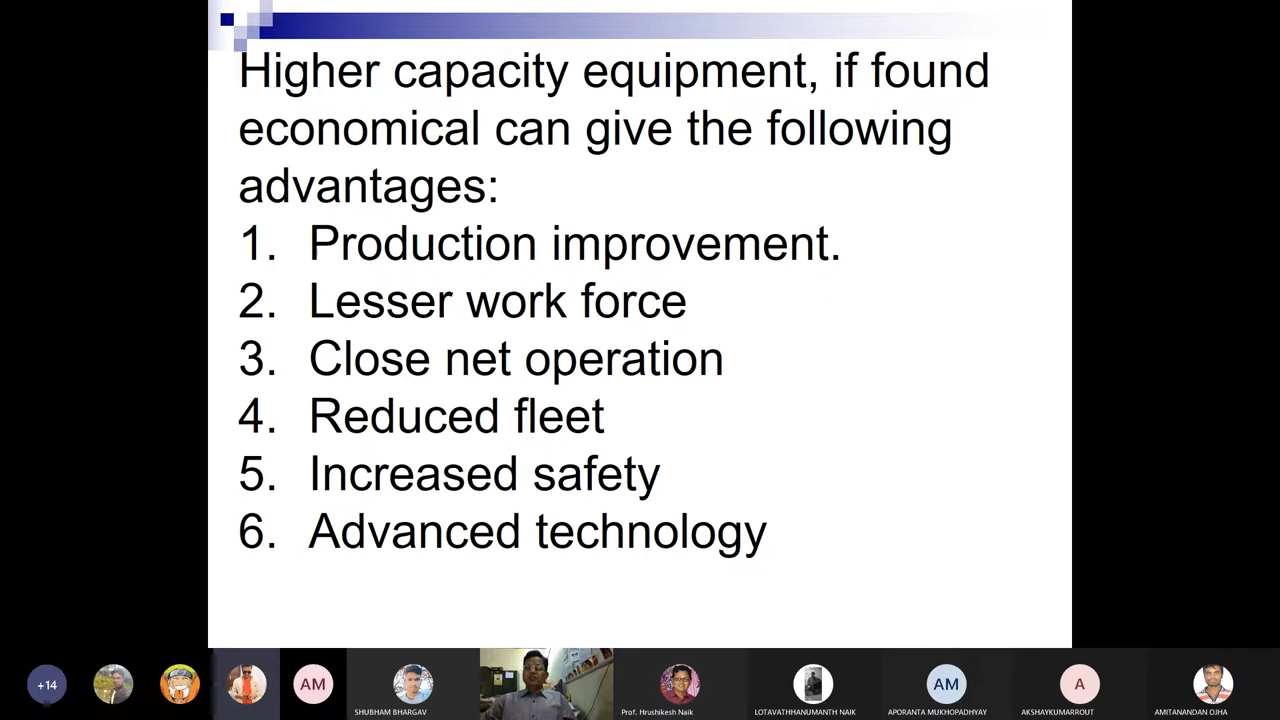 Higher capacity equipment, if found
economical can give the following
advantages:
1. Production improvement.
2. Lesser work force
3. Close net operation
4. Reduced fleet
5. Increased safety
6. Advanced technology
+14
AM
SHUBHAM BHARGAV
Prof. Hrushikesh Naik
LOTAVATHHANUMANTH NAIK
AM
APORANTA MUKHOPADHYAY
A
AKSHAYKUMARROUT
AMITANANDAN OJHA